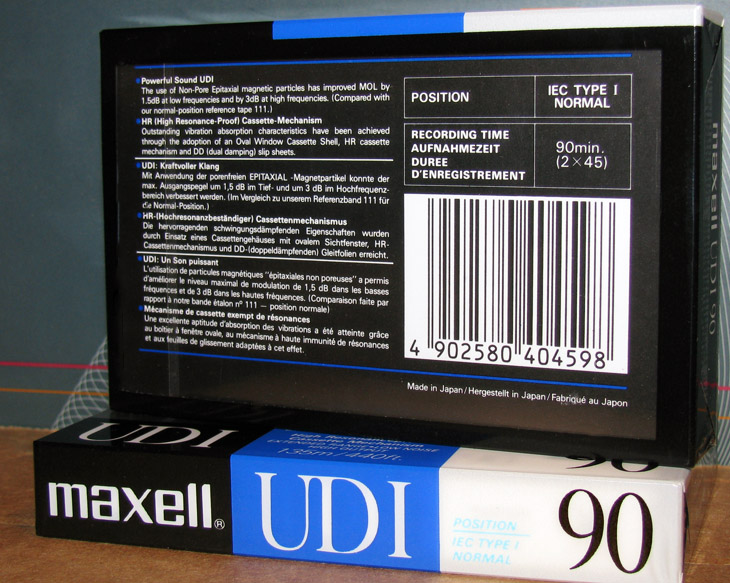 Powerful Sound UDI
The use of Non-Pore Epitaxial magnetic particles has improved MOL by
1.5dB at low frequencies and by 3dB at high frequencies. (Compared with
our normal-position reference tape 111.)
HR (High Resonance-Proof) Cassette-Mechanism
Outstanding vibration absorption characteristics have been achieved
through the adoption of an Oval Window Cassette Shell, HR cassette
mechanism and DD (dual damping) slip sheets.
UDI: Kraftvoller Klang
Mit Anwendung der porenfreien EPITAXIAL -Magnetpartikel konnte der
max. Ausgangspegel um 1,5 dB im Tief- und um 3 dB im Hochfrequenz-
bereich verbessert werden. (Im Vergleich zu unserem Referenzband 111 für
die Normal-Position.)
HR-(Hochresonanzbeständiger) Cassettenmechanismus
Die hervorragenden schwingungsdämpfenden Eigenschaften wurden
durch Einsatz eines Cassettengehäuses mit ovalem Sichtfenster, HR-
Cassettenmechanismus und DD-(doppeldämpfenden) Gleitfolien erreicht.
UDI: Un Son puissant
L'utilisation de particules magnétiques "épitaxiales non poreuses" a permis
d'améliorer le niveau maximal de modulation de 1,5 dB dans les basses
fréquences et de 3 dB dans les hautes fréquences. (Comparaison faite par
rapport à notre bande étalon n° 111 — position normale)
Mécanisme de cassette exempt de résonances
Une excellente aptitude d'absorption des vibrations a été atteinte grâce
au boîtier à fenêtre ovale, au mécanisme à haute immunité de résonances
et aux feuilles de glissement adaptées à cet effet.
POSITION
IEC TYPE I
NORMAL
RECORDING TIME
AUFNAHMEZEIT
DUREE
D'ENREGISTREMENT
90min.
(2×45)
4 902580 404598
Made in Japan/Hergestellt in Japan/Fabriqué au Japon
maxell UDI 90
UDI
High Resonance-Proof
Cassette Mechanism
135m/440ft
90
maxell®
UDI
POSITION
IEC TYPE I
NORMAL
90